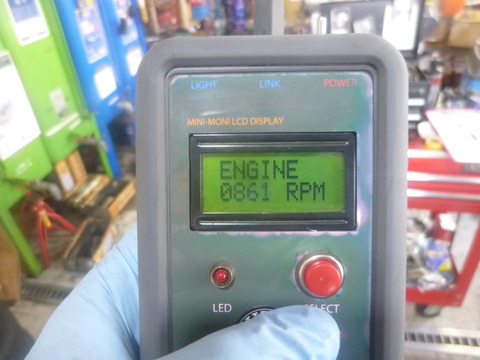 LIGHT LINK POWER
MINI-MONI LCD DISPLAY
ENGINE
0861 RPM
LED